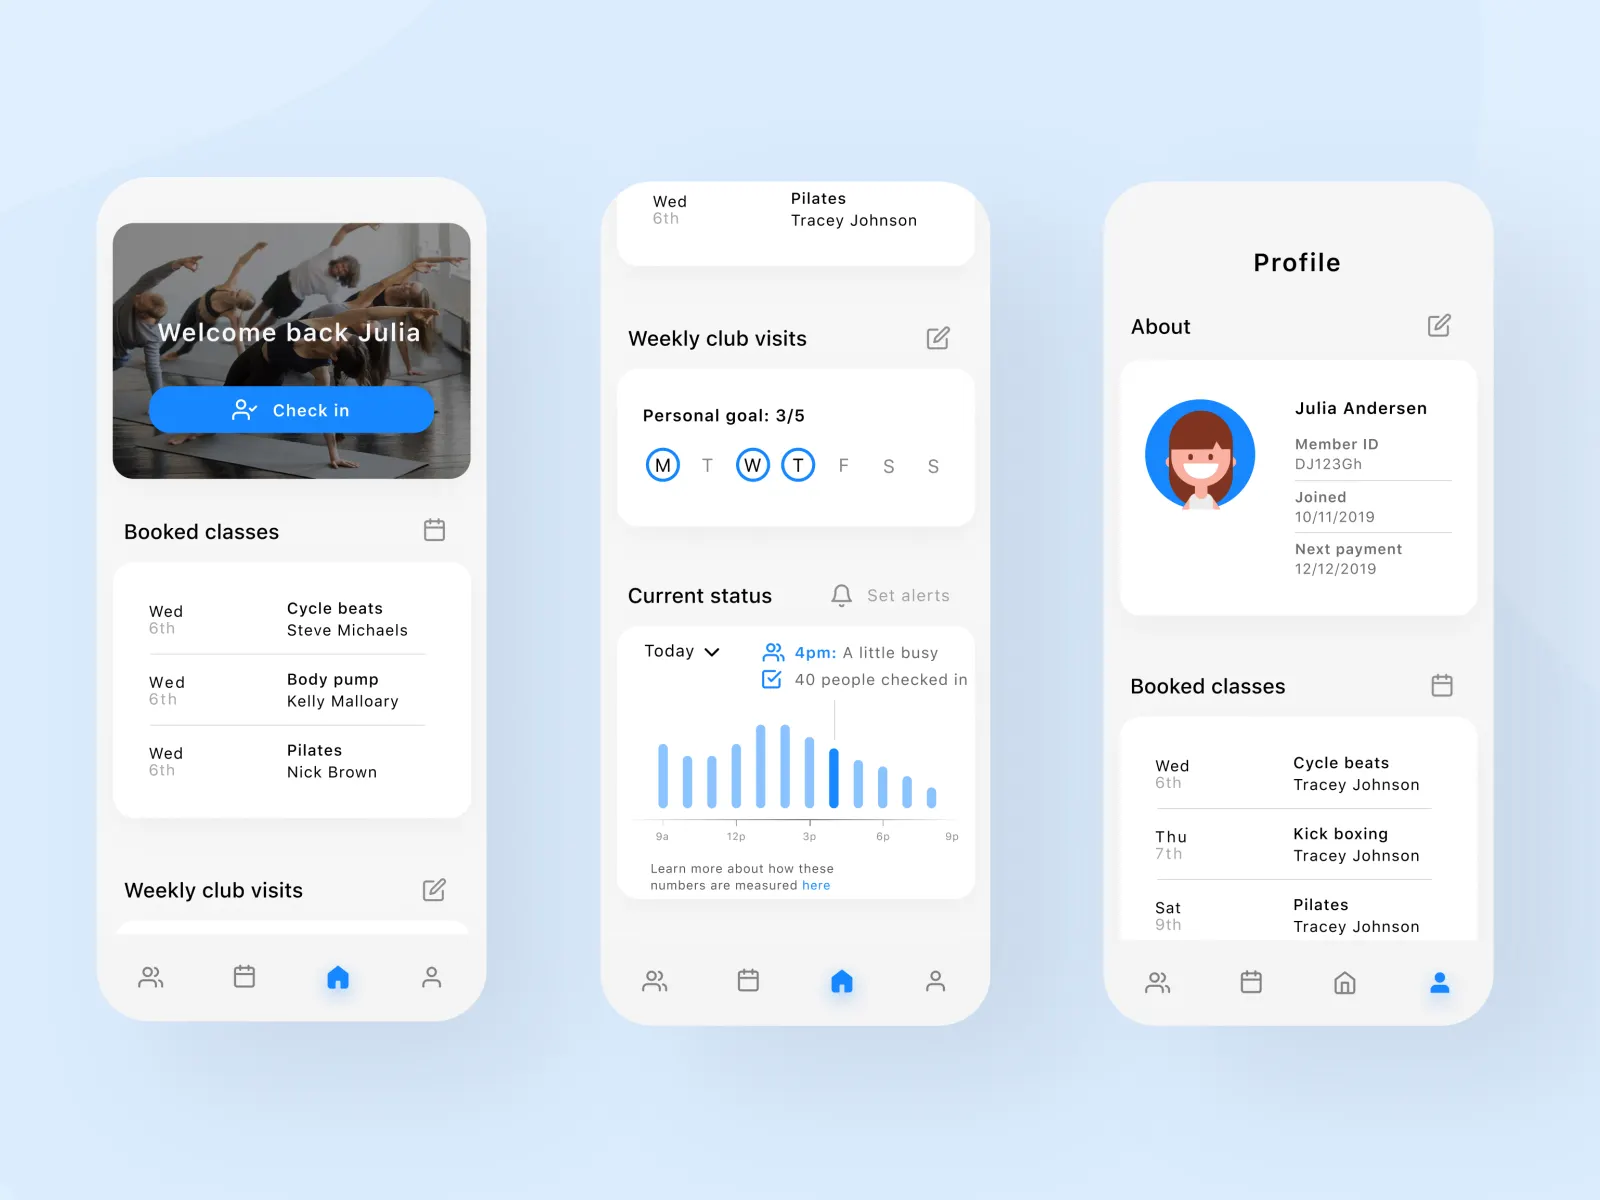 Welcome back Julia
Check in
Booked classes
Wed
6th
Cycle beats
Steve Michaels
Wed
6th
Body pump
Kelly Malloary
Wed
6th
Pilates
Nick Brown
Weekly club visits
Wed
6th
Pilates
Tracey Johnson
Weekly club visits
Personal goal: 3/5
M T W T F S S
Current status
Set alerts
Today
4pm: A little busy
40 people checked in
9a 12p 3p 6p 9p
Learn more about how these
numbers are measured here
Profile
About
Julia Andersen
Member ID
DJ123Gh
Joined
10/11/2019
Next payment
12/12/2019
Booked classes
Wed
6th
Cycle beats
Tracey Johnson
Thu
7th
Kick boxing
Tracey Johnson
Sat
9th
Pilates
Tracey Johnson